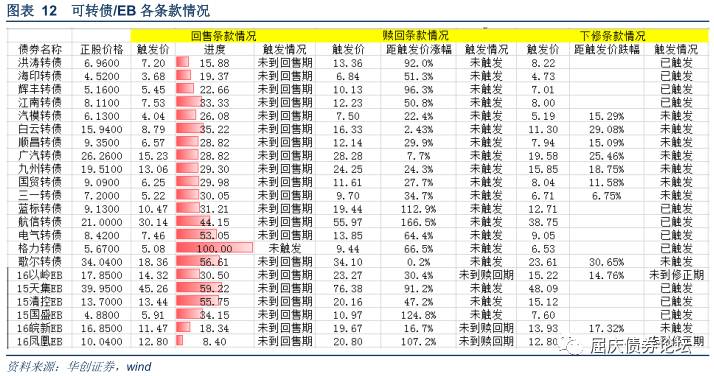 图表 12 可转债/EB 各条款情况
回售条款情况 赎回条款情况 下修条款情况
债券名称 正股价格 触发价 进度 触发情况 触发价 距触发价涨幅 触发情况 触发价 距触发价跌幅 触发情况
洪涛转债 6.9600 7.20 15.88 未到回售期 13.36 92.0% 未触发 8.22 已触发
海印转债 4.5200 3.68 19.37 未到回售期 6.84 51.3% 未触发 4.73 已触发
辉丰转债 5.1600 5.45 22.66 未到回售期 10.13 96.3% 未触发 7.01 已触发
江南转债 8.1100 7.53 33.33 未到回售期 12.23 50.8% 未触发 8.00 已触发
汽模转债 6.1300 4.04 26.08 未到回售期 7.50 22.4% 未触发 5.19 15.29% 未触发
白云转债 15.9400 8.79 35.22 未到回售期 16.33 2.43% 未触发 11.30 29.08% 未触发
顺昌转债 9.3500 6.57 28.82 未到回售期 12.14 29.9% 未触发 7.94 15.09% 未触发
广汽转债 26.2600 15.23 28.82 未到回售期 28.28 7.7% 未触发 19.58 25.46% 未触发
九州转债 19.5100 13.06 29.30 未到回售期 24.25 24.3% 未触发 15.85 18.75% 未触发
国贸转债 9.0900 6.25 29.98 未到回售期 11.61 27.7% 未触发 8.04 11.58% 未触发
三一转债 7.2000 5.22 30.05 未到回售期 9.70 34.7% 未触发 6.71 6.75% 未触发
蓝标转债 9.1300 10.47 31.21 未到回售期 19.44 112.9% 未触发 12.71 已触发
航信转债 21.0000 30.14 44.15 未到回售期 55.97 166.5% 未触发 38.75 已触发
电气转债 8.4200 7.46 53.05 未到回售期 13.85 64.5% 未触发 9.05 已触发
格力转债 5.6700 5.08 100.00 未触发 9.44 66.5% 未触发 6.53 已触发
歌尔转债 34.0400 18.36 56.61 未到回售期 34.10 0.2% 未触发 23.61 30.65% 未触发
16以岭EB 17.8500 14.32 30.50 未到回售期 23.27 30.4% 未到赎回期 15.22 14.76% 未到修正期
15天集EB 39.9500 45.26 59.22 未到回售期 76.38 91.2% 未触发 48.09 已触发
15清控EB 13.7000 13.44 55.75 未到回售期 20.16 47.2% 未触发 15.12 已触发
15国盛EB 4.8800 5.91 34.15 未到回售期 10.97 124.8% 未触发 7.60 已触发
16皖新EB 16.8500 11.47 18.34 未到回售期 19.67 16.7% 未到赎回期 13.93 17.32% 未触发
16凤凰EB 10.0400 12.80 8.40 未到回售期 20.80 107.2% 未到赎回期 12.80 未到修正期
屈庆债券论坛
资料来源：华创证券，wind